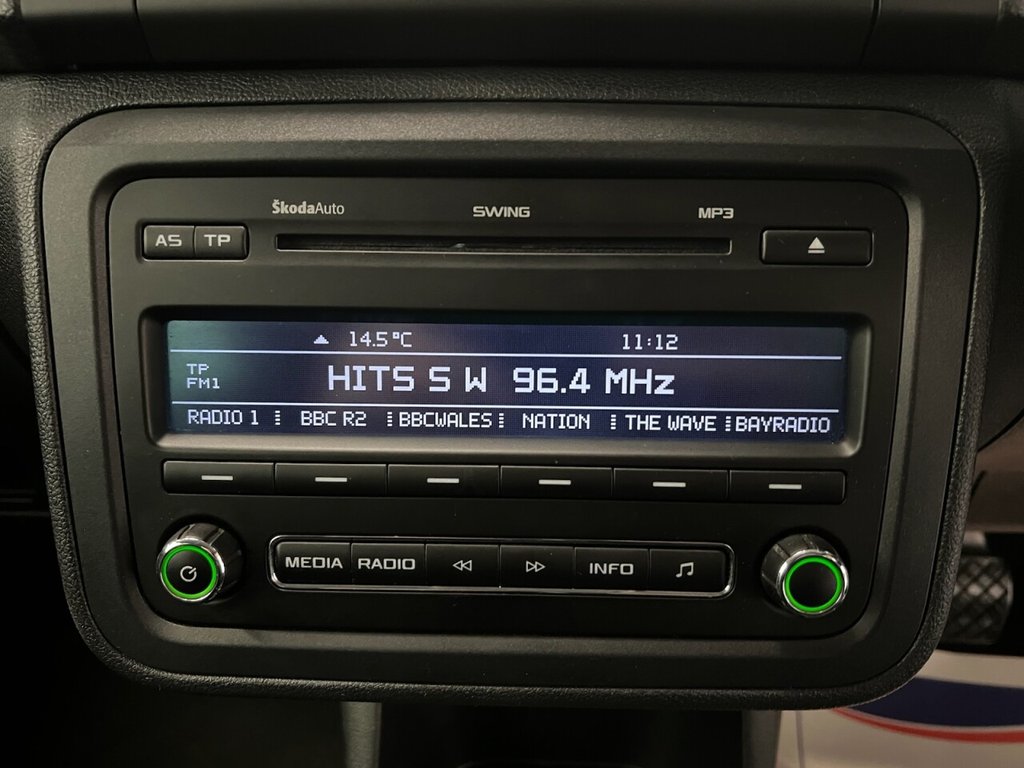 ŠkodaAuto SWING MP3
AS TP
14.5°C 11:12
TP
FM1
HITS S W 96.4 MHz
RADIO 1 BBC R2 BBCWALES NATION THE WAVE BAYRADIO
MEDIA RADIO INFO